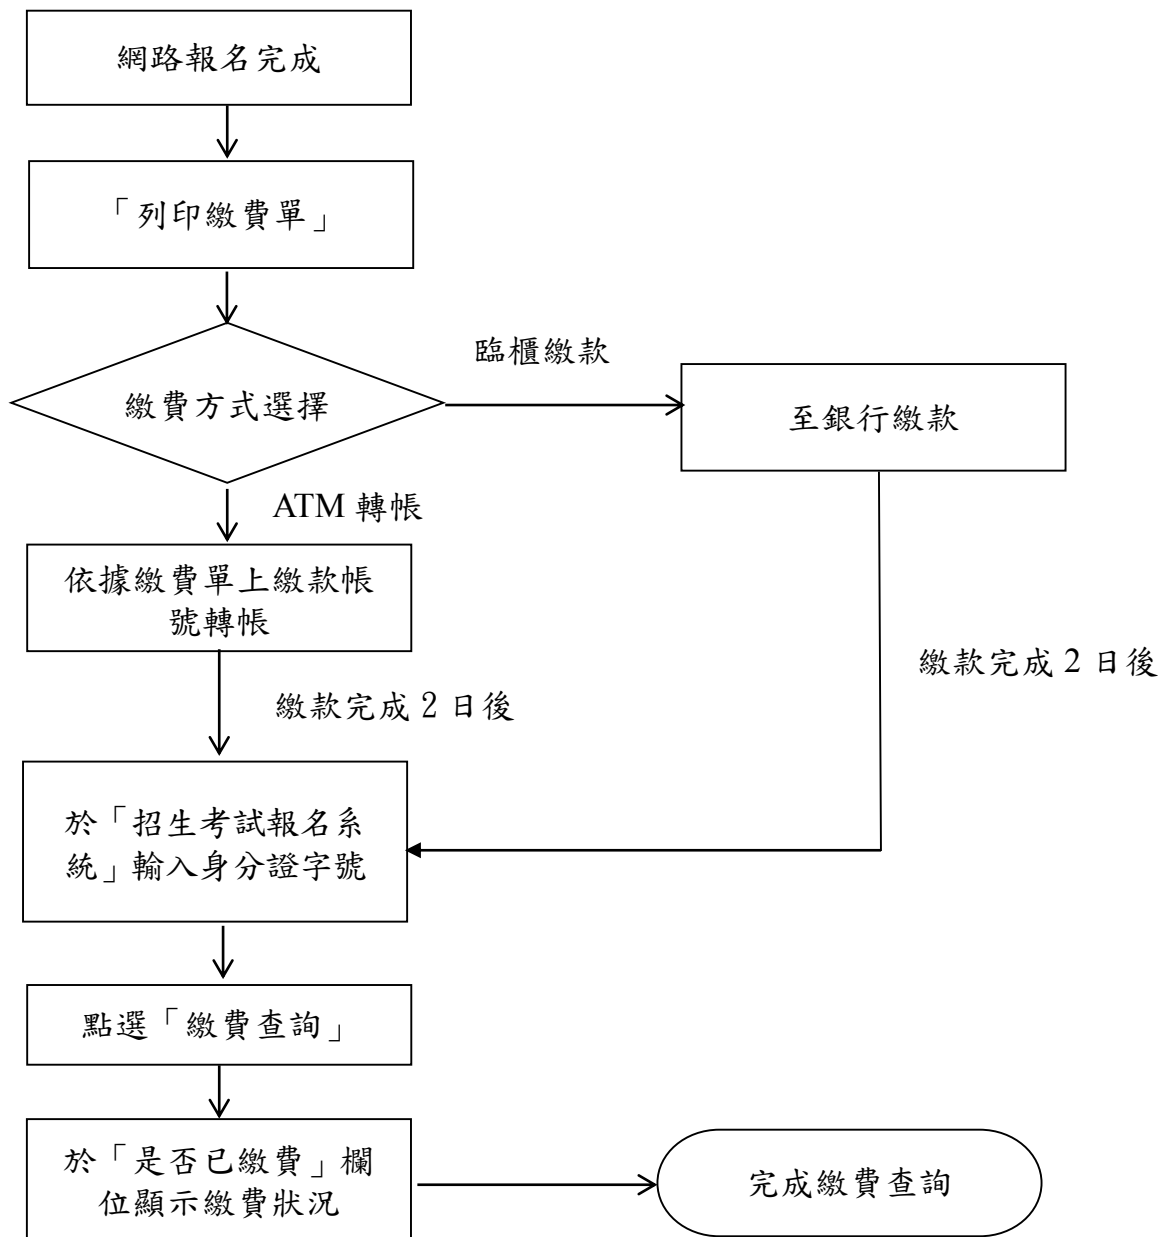 網路報名完成
「列印繳費單」
臨櫃繳款
繳費方式選擇
至銀行繳款
ATM 轉帳
依據繳費單上繳款帳
號轉帳
繳款完成 2 日後
繳款完成 2 日後
於「招生考試報名系
統」輸入身分證字號
點選「繳費查詢」
於「是否已繳費」欄
位顯示繳費狀況
完成繳費查詢